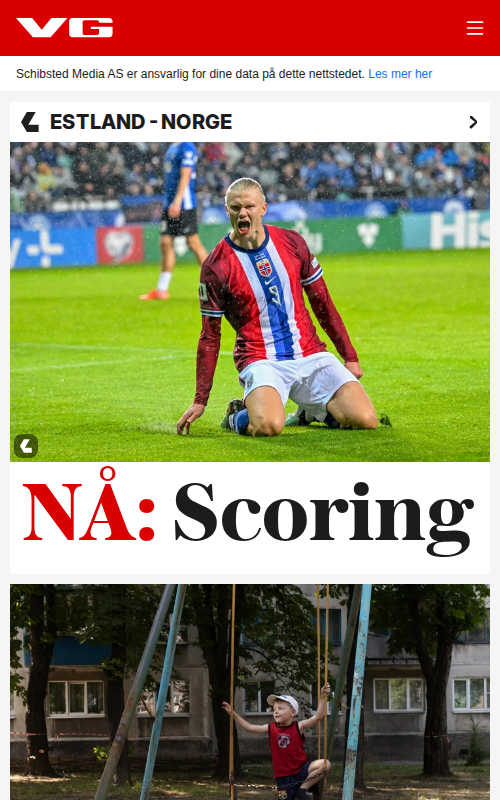 VG
Schibsted Media AS er ansvarlig for dine data på dette nettstedet. Les mer her
ESTLAND - NORGE
NÅ: Scoring